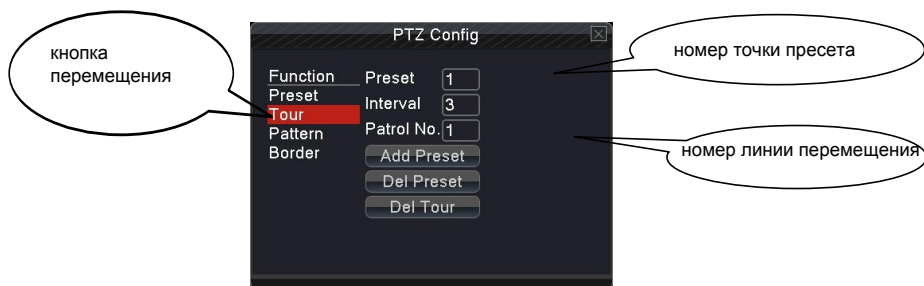 кнопка
перемещения
PTZ Config
Function
Preset
Tour
Pattern
Border
Preset 1
Interval 3
Patrol No. 1
Add Preset
Del Preset
Del Tour
номер точки пресета
номер линии перемещения